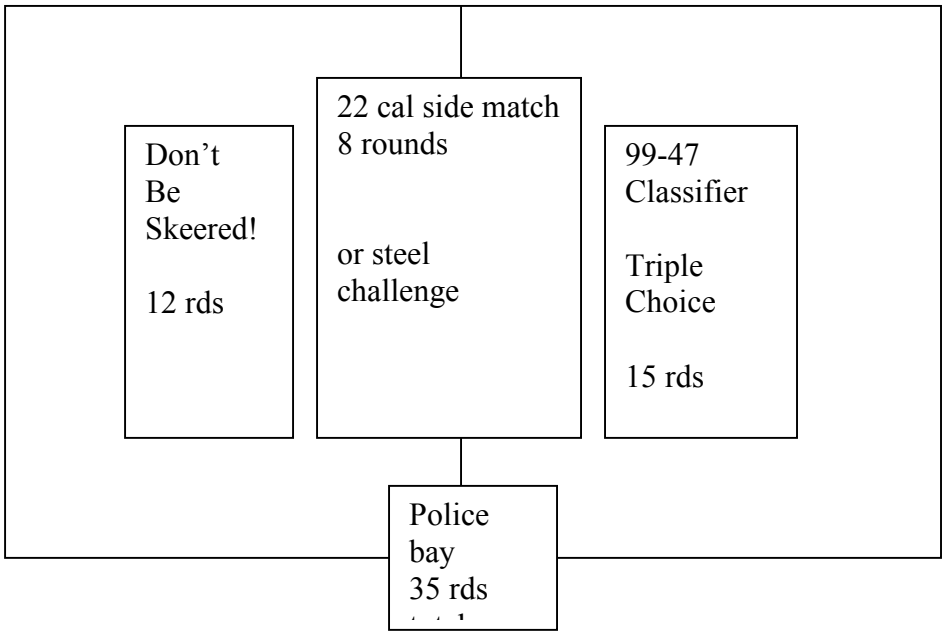 Don’t
Be
Skeered!
12 rds
22 cal side match
8 rounds
or steel
challenge
99-47
Classifier
Triple
Choice
15 rds
Police
bay
35 rds